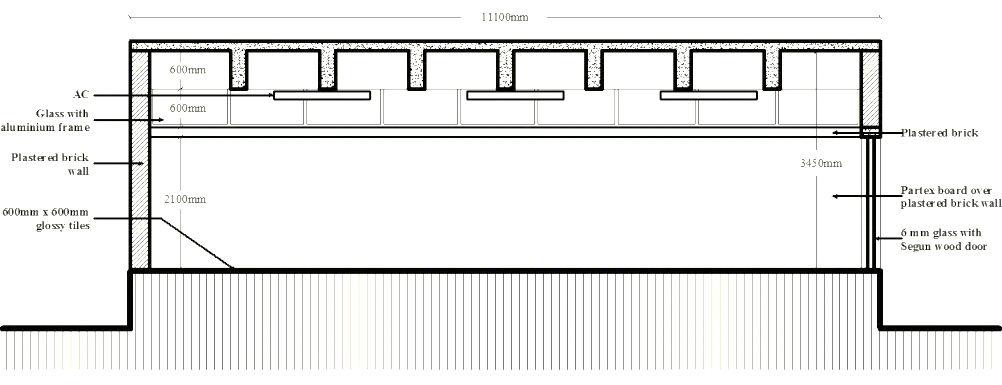 11100mm
600mm
AC
600mm
Glass with
aluminium frame
Plastered brick
Plastered brick
wall
3450mm
2100mm
Partex board over
plastered brick wall
600mm x 600mm
glossy tiles
6 mm glass with
Segun wood door